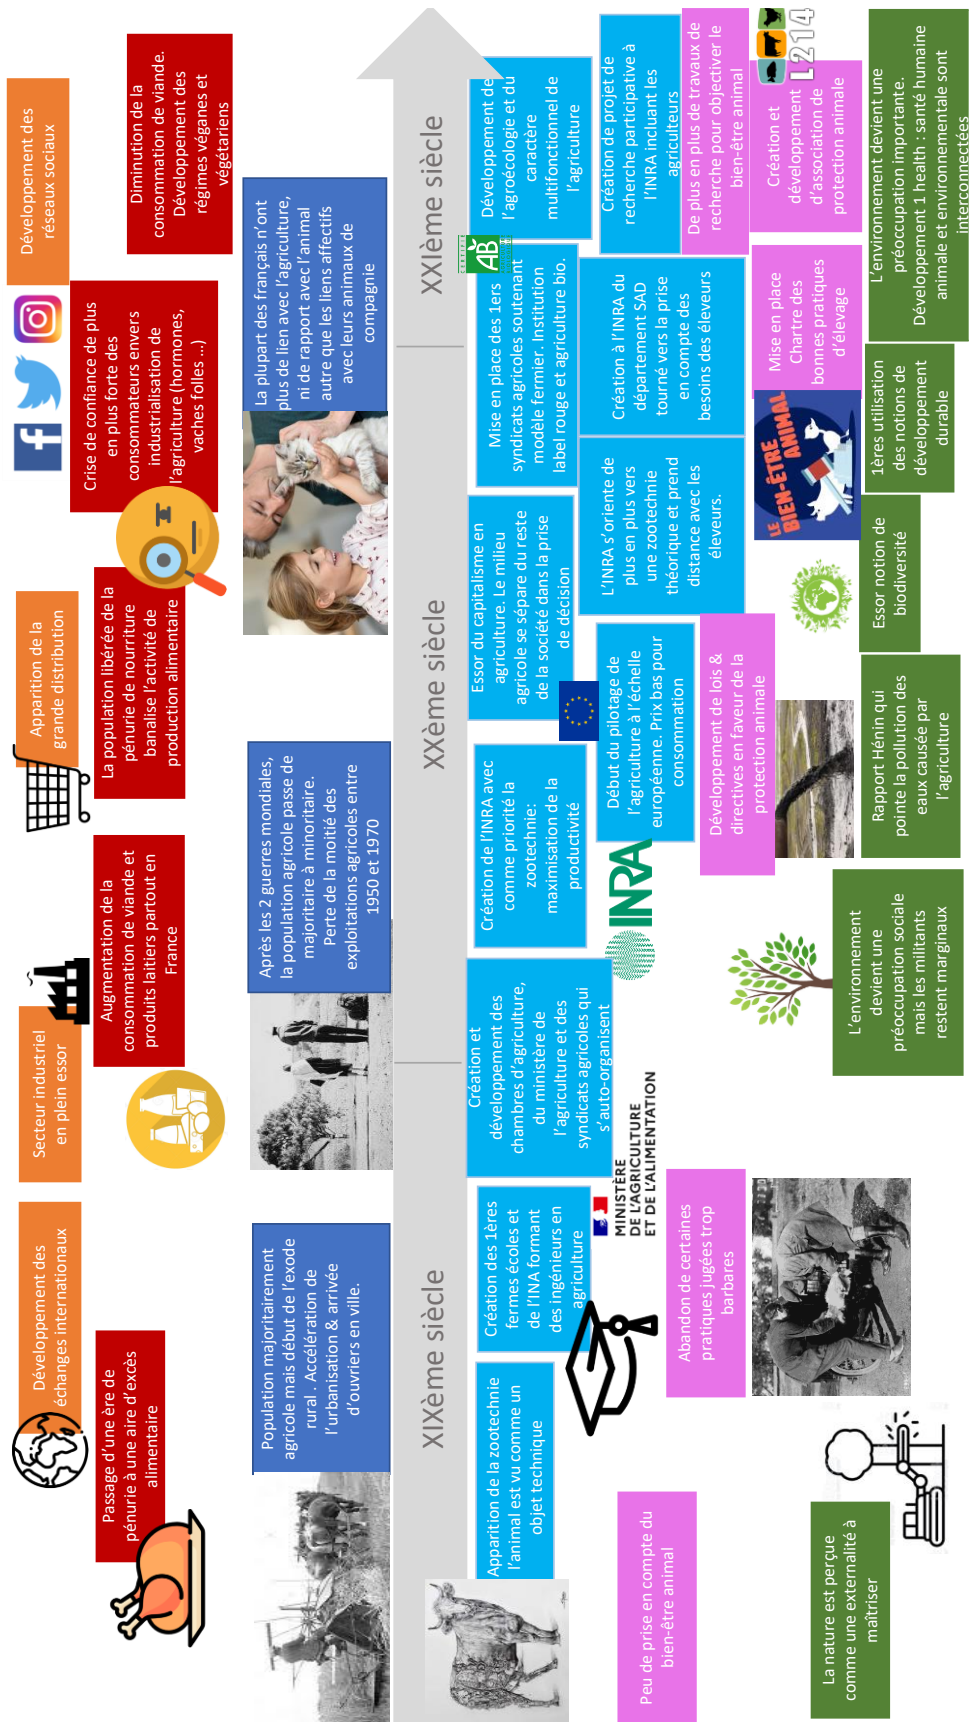 Développement des
échanges internationaux
Secteur industriel
en plein essor
Apparition de la
grande distribution
Développement des
réseaux sociaux
Passage d'une ère de
pénurie à une aire d'excès
alimentaire
Augmentation de la
consommation de viande et
produits laitiers partout en
France
La population libérée de la
pénurie de nourriture
banalise l'activité de
production alimentaire
Crise de confiance de plus
en plus forte des
consommateurs envers
industrialisation de
l'agriculture (hormones,
vaches folles ...)
Diminution de la
consommation de viande.
Développement des
régimes véganes et
végétariens
Population majoritairement
agricole mais début de l'exode
rural . Accélération de
l'urbanisation & arrivée
d'ouvriers en ville.
Après les 2 guerres mondiales,
la population agricole passe de
majoritaire à minoritaire.
Perte de la moitié des
exploitations agricoles entre
1950 et 1970
La plupart des français n'ont
plus de lien avec l'agriculture,
ni de rapport avec l'animal
autre que les liens affectifs
avec leurs animaux de
compagnie
XIXème siècle
XXème siècle
XXIème siècle
Apparition de la zootechnie
l'animal est vu comme un
objet technique
Création des 1ères
fermes écoles et
de l'INA formant
des ingénieurs en
agriculture
MINISTÈRE
DE L'AGRICULTURE
ET DE L'ALIMENTATION
Création et
développement des
chambres d'agriculture,
du ministère de
l'agriculture et des
syndicats agricoles qui
s'auto-organisent
Création de l'INRA avec
comme priorité la
zootechnie:
maximisation de la
productivité
INRA
Essor du capitalisme en
agriculture. Le milieu
agricole se sépare du reste
de la société dans la prise
de décision
Début du pilotage de
l'agriculture à l'échelle
européenne. Prix bas pour
consommation
Mise en place des 1ers
syndicats agricoles soutenant
modèle fermier. Institution
label rouge et agriculture bio.
AB
L'INRA s'oriente de
plus en plus vers
une zootechnie
théorique et prend
distance avec les
éleveurs.
Création à l'INRA du
département SAD
tourné vers la prise
en compte des
besoins des éleveurs
Développement de
l'agroécologie et du
caractère
multifonctionnel de
l'agriculture
Création de projet de
recherche participative à
l'INRA incluant les
agriculteurs
Peu de prise en compte du
bien-être animal
Abandon de certaines
pratiques jugées trop
barbares
Développement de lois &
directives en faveur de la
protection animale
LE
BIEN-ÊTRE
ANIMAL
Mise en place
Chartre des
bonnes pratiques
d'élevage
De plus en plus de travaux de
recherche pour objectiver le
bien-être animal
Création et
développement
d'association de
protection animale
L214
La nature est perçue
comme une externalité à
maîtriser
L'environnement
devient une
préoccupation sociale
mais les militants
restent marginaux
Rapport Hénin qui
pointe la pollution des
eaux causée par
l'agriculture
Essor notion de
biodiversité
1ères utilisation
des notions de
développement
durable
L'environnement devient une
préoccupation importante.
Développement 1 health : santé humaine
animale et environnementale sont
interconnectées